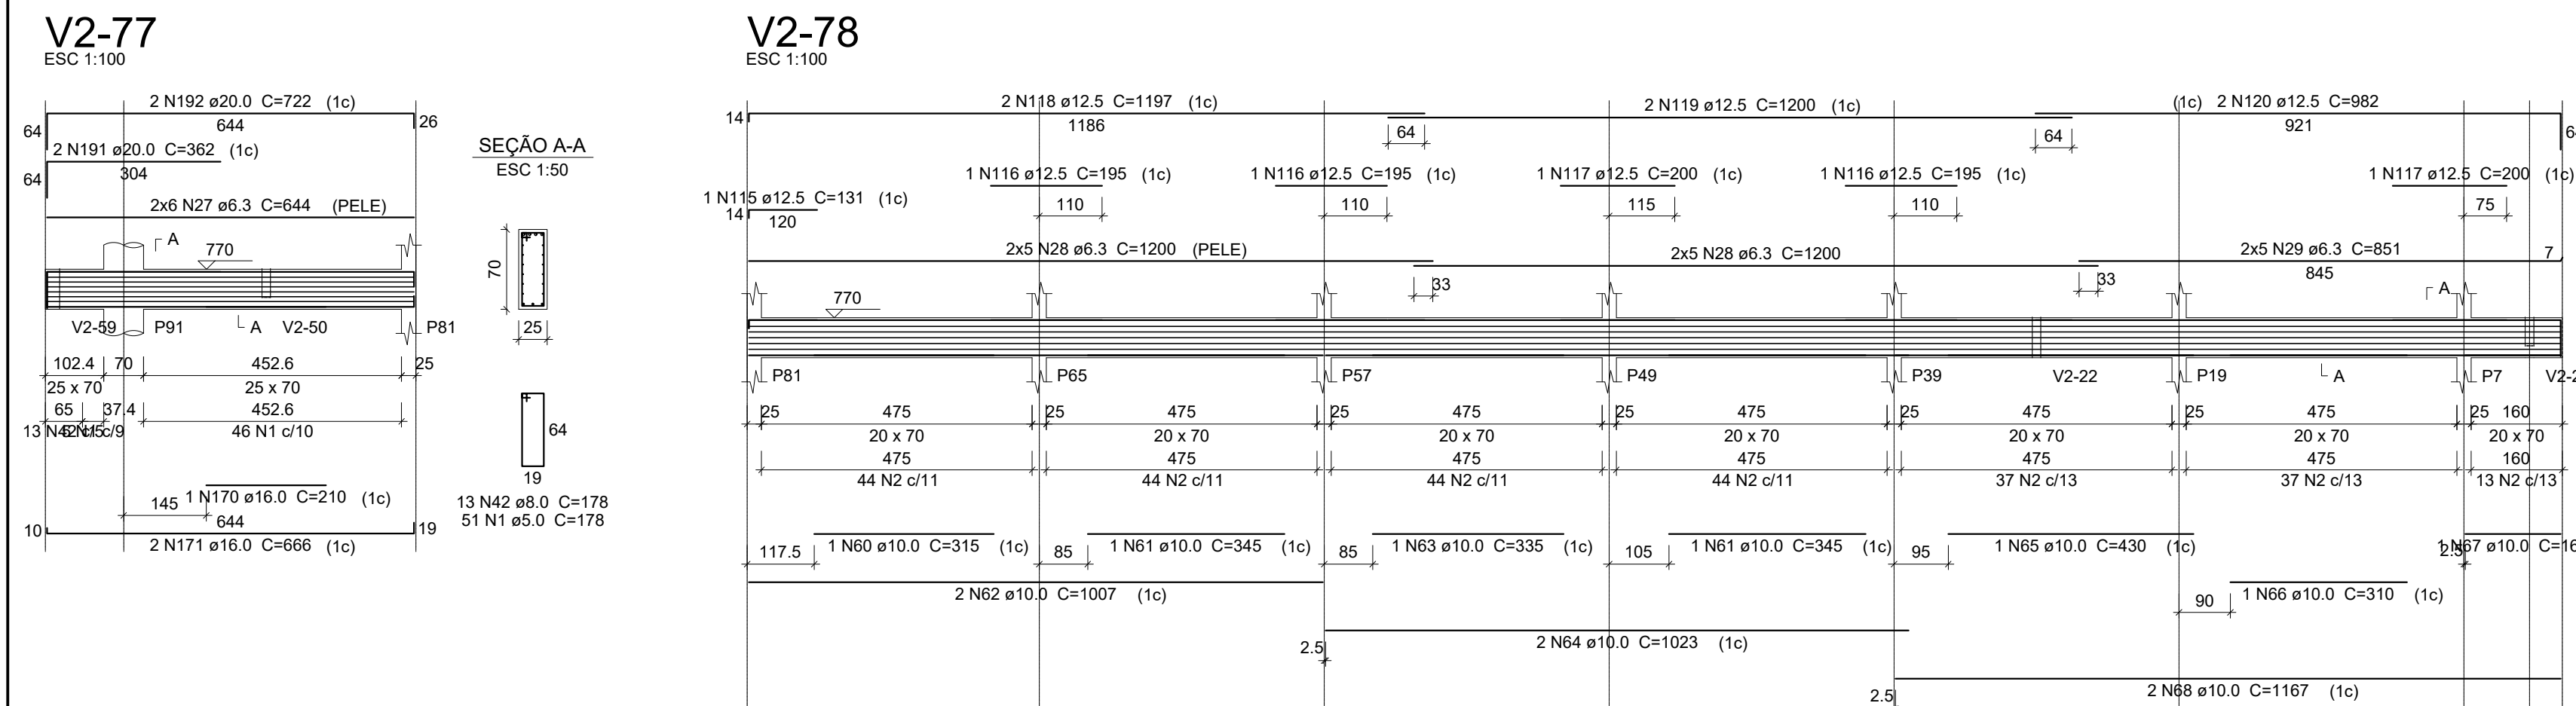 V2-77
ESC 1:100
2 N192 ø20.0 C=722 (1c)
644
64
26
2 N191 ø20.0 C=362 (1c)
304
64
2x6 N27 ø6.3 C=644 (PELE)
A
770
V2-59
P91
A
V2-50
P81
102.4
70
452.6
25
25 x 70
25 x 70
65
37.4
452.6
13 N42 c/5
5 N1 c/9
46 N1 c/10
1 N170 ø16.0 C=210 (1c)
145
644
10
19
2 N171 ø16.0 C=666 (1c)
SEÇÃO A-A
ESC 1:50
70
25
64
19
13 N42 ø8.0 C=178
51 N1 ø5.0 C=178
V2-78
ESC 1:100
2 N118 ø12.5 C=1197 (1c)
2 N119 ø12.5 C=1200 (1c)
(1c) 2 N120 ø12.5 C=982
14
1186
64
64
921
1 N116 ø12.5 C=195 (1c)
1 N116 ø12.5 C=195 (1c)
1 N117 ø12.5 C=200 (1c)
1 N116 ø12.5 C=195 (1c)
1 N117 ø12.5 C=200 (1c)
1 N115 ø12.5 C=131 (1c)
110
110
115
110
75
14
120
2x5 N28 ø6.3 C=1200 (PELE)
2x5 N28 ø6.3 C=1200
2x5 N29 ø6.3 C=851
7
33
33
845
770
A
P81
P65
P57
P49
P39
V2-22
P19
A
P7
25 475 25 475 25 475 25 475 25 475 25 475 25 160
20 x 70 20 x 70 20 x 70 20 x 70 20 x 70 20 x 70 20 x 70
475 475 475 475 475 475 160
44 N2 c/11 44 N2 c/11 44 N2 c/11 44 N2 c/11 37 N2 c/13 37 N2 c/13 13 N2 c/13
117.5
1 N60 ø10.0 C=315 (1c)
85
1 N61 ø10.0 C=345 (1c)
85
1 N63 ø10.0 C=335 (1c)
105
1 N61 ø10.0 C=345 (1c)
95
1 N65 ø10.0 C=430 (1c)
2.5
1 N67 ø10.0
2 N62 ø10.0 C=1007 (1c)
90
1 N66 ø10.0 C=310 (1c)
2.5
2 N64 ø10.0 C=1023 (1c)
2.5
2 N68 ø10.0 C=1167 (1c)